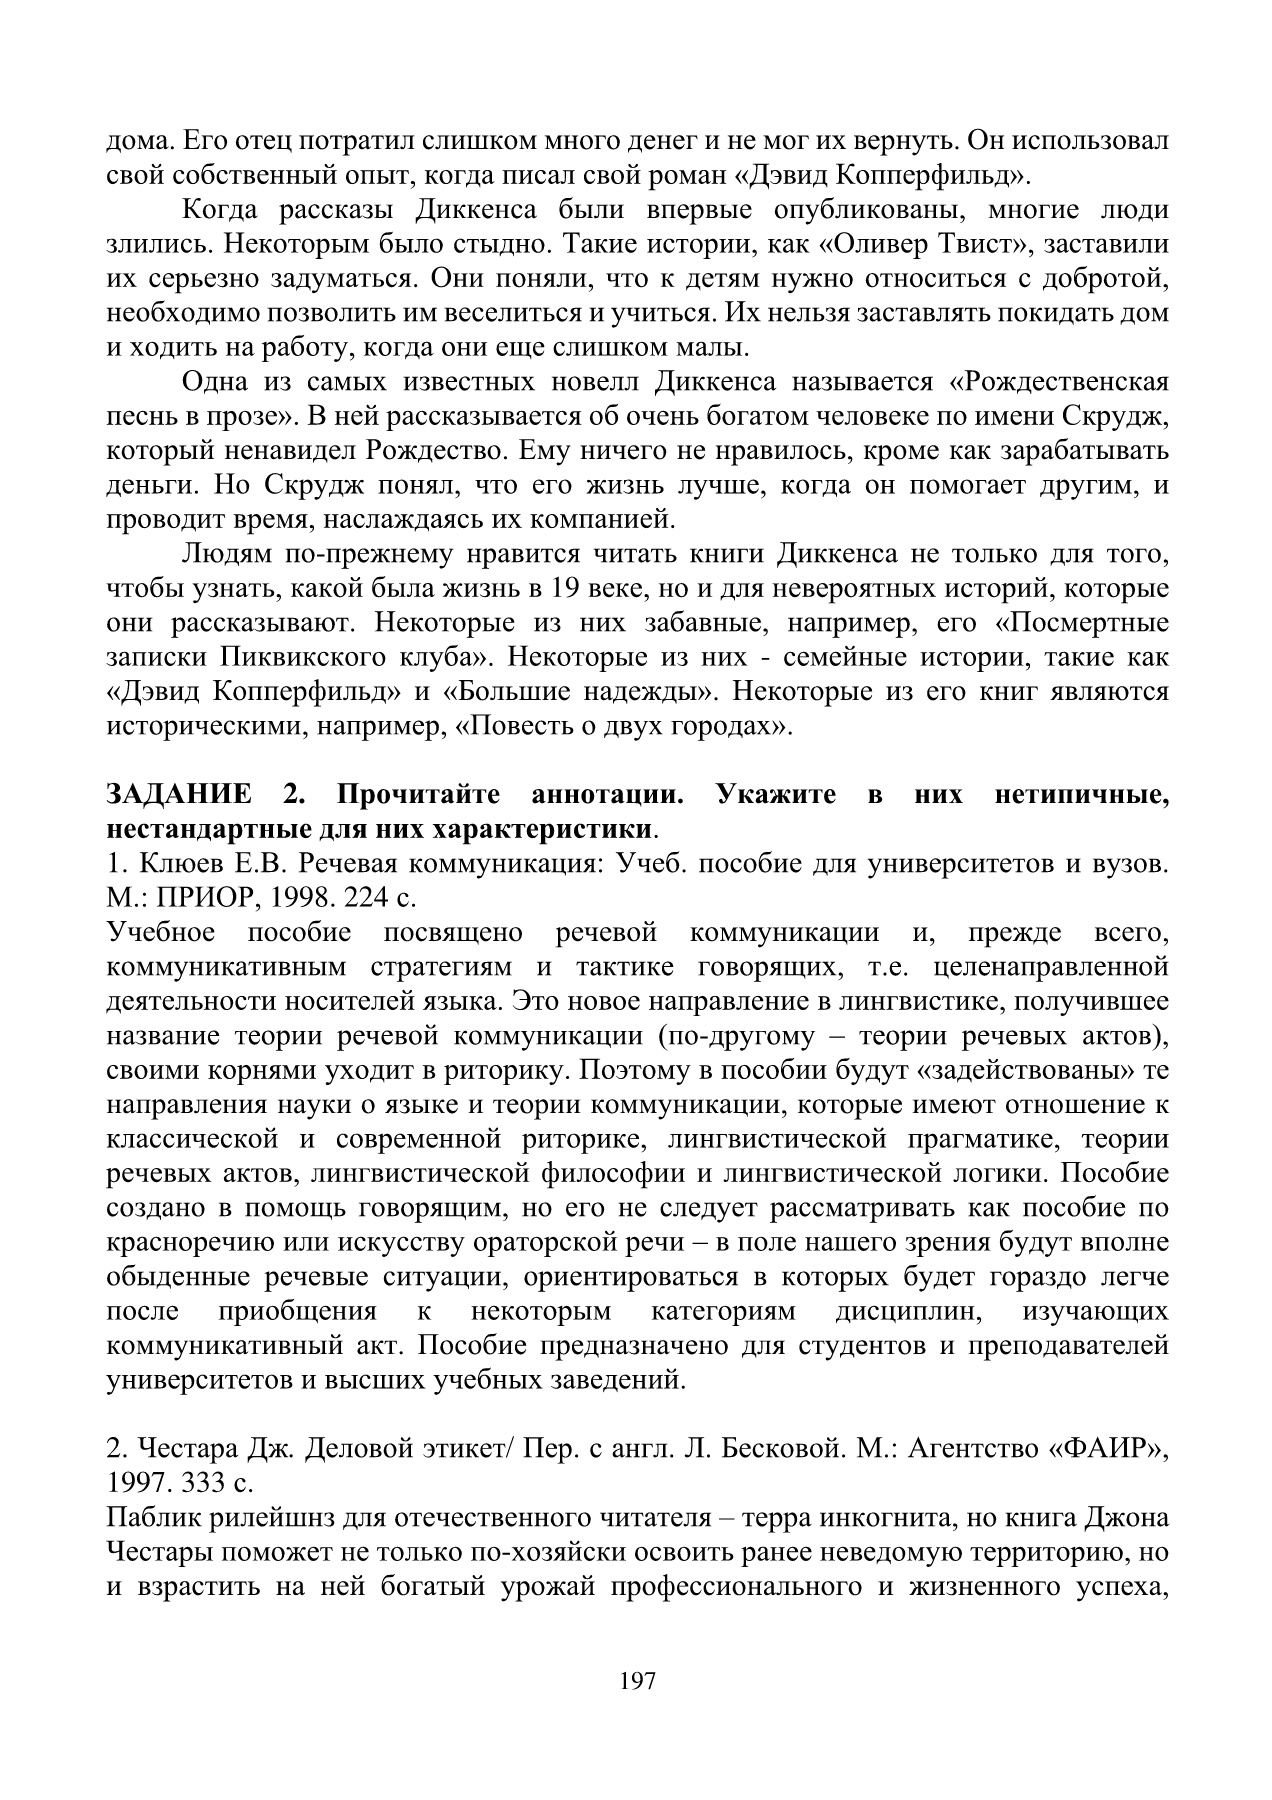 дома. Его отец потратил слишком много денег и не мог их вернуть. Он использовал
свой собственный опыт, когда писал свой роман «Дэвид Копперфильд».
Когда рассказы Диккенса были впервые опубликованы, многие люди
злились. Некоторым было стыдно. Такие истории, как «Оливер Твист», заставили
их серьезно задуматься. Они поняли, что к детям нужно относиться с добротой,
необходимо позволить им веселиться и учиться. Их нельзя заставлять покидать дом
и ходить на работу, когда они еще слишком малы.
Одна из самых известных новелл Диккенса называется «Рождественская
песнь в прозе». В ней рассказывается об очень богатом человеке по имени Скрудж,
который ненавидел Рождество. Ему ничего не нравилось, кроме как зарабатывать
деньги. Но Скрудж понял, что его жизнь лучше, когда он помогает другим, и
проводит время, наслаждаясь их компанией.
Людям по-прежнему нравится читать книги Диккенса не только для того,
чтобы узнать, какой была жизнь в 19 веке, но и для невероятных историй, которые
они рассказывают. Некоторые из них забавные, например, его «Посмертные
записки Пиквикского клуба». Некоторые из них - семейные истории, такие как
«Дэвид Копперфильд» и «Большие надежды». Некоторые из его книг являются
историческими, например, «Повесть о двух городах».
ЗАДАНИЕ 2. Прочитайте аннотации. Укажите в них нетипичные,
нестандартные для них характеристики.
1. Клюев Е.В. Речевая коммуникация: Учеб. пособие для университетов и вузов.
М.: ПРИОР, 1998. 224 с.
Учебное пособие посвящено речевой коммуникации и, прежде всего,
коммуникативным стратегиям и тактике говорящих, т.е. целенаправленной
деятельности носителей языка. Это новое направление в лингвистике, получившее
название теории речевой коммуникации (по-другому – теории речевых актов),
своими корнями уходит в риторику. Поэтому в пособии будут «задействованы» те
направления науки о языке и теории коммуникации, которые имеют отношение к
классической и современной риторике, лингвистической прагматике, теории
речевых актов, лингвистической философии и лингвистической логики. Пособие
создано в помощь говорящим, но его не следует рассматривать как пособие по
красноречию или искусству ораторской речи – в поле нашего зрения будут вполне
обыденные речевые ситуации, ориентироваться в которых будет гораздо легче
после приобщения к некоторым категориям дисциплин, изучающих
коммуникативный акт. Пособие предназначено для студентов и преподавателей
университетов и высших учебных заведений.
2. Честара Дж. Деловой этикет/ Пер. с англ. Л. Бесковой. М.: Агентство «ФАИР»,
1997. 333 с.
Паблик рилейшнз для отечественного читателя – терра инкогнита, но книга Джона
Честары поможет не только по-хозяйски освоить ранее неведомую территорию, но
и взрастить на ней богатый урожай профессионального и жизненного успеха,
197